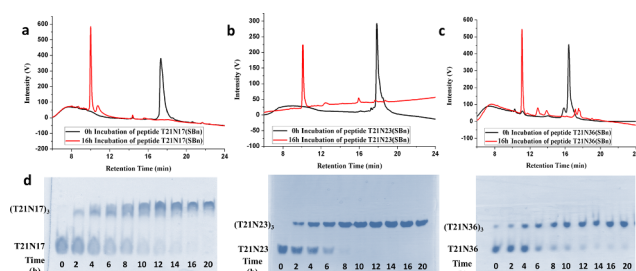 a
b
c
Intensity (V)
600
500
400
300
200
100
0
-100
8
12
16
20
24
Retention Time (min)
0h Incubation of peptide T21N17(SBn)
16h Incubation of peptide T21N17(SBn)
Intensity (V)
300
250
200
150
100
50
0
-50
8
12
16
20
24
Retention Time (min)
0h Incubation of peptide T21N23(SBn)
16h Incubation of peptide T21N23(SBn)
Intensity (V)
700
600
500
400
300
200
100
0
-100
8
12
16
20
24
Retention Time (min)
0h Incubation of peptide T21N36(SBn)
16h Incubation of peptide T21N36(SBn)
d
(T21N17)3
T21N17
Time
0 2 4 6 8 10 12 14 16 20
(T21N23)3
T21N23
Time
(h)
0 2 4 6 8 10 12 14 16 20
(T21N36)3
T21N36
Time
0 2 4 6 8 10 12 14 16 20